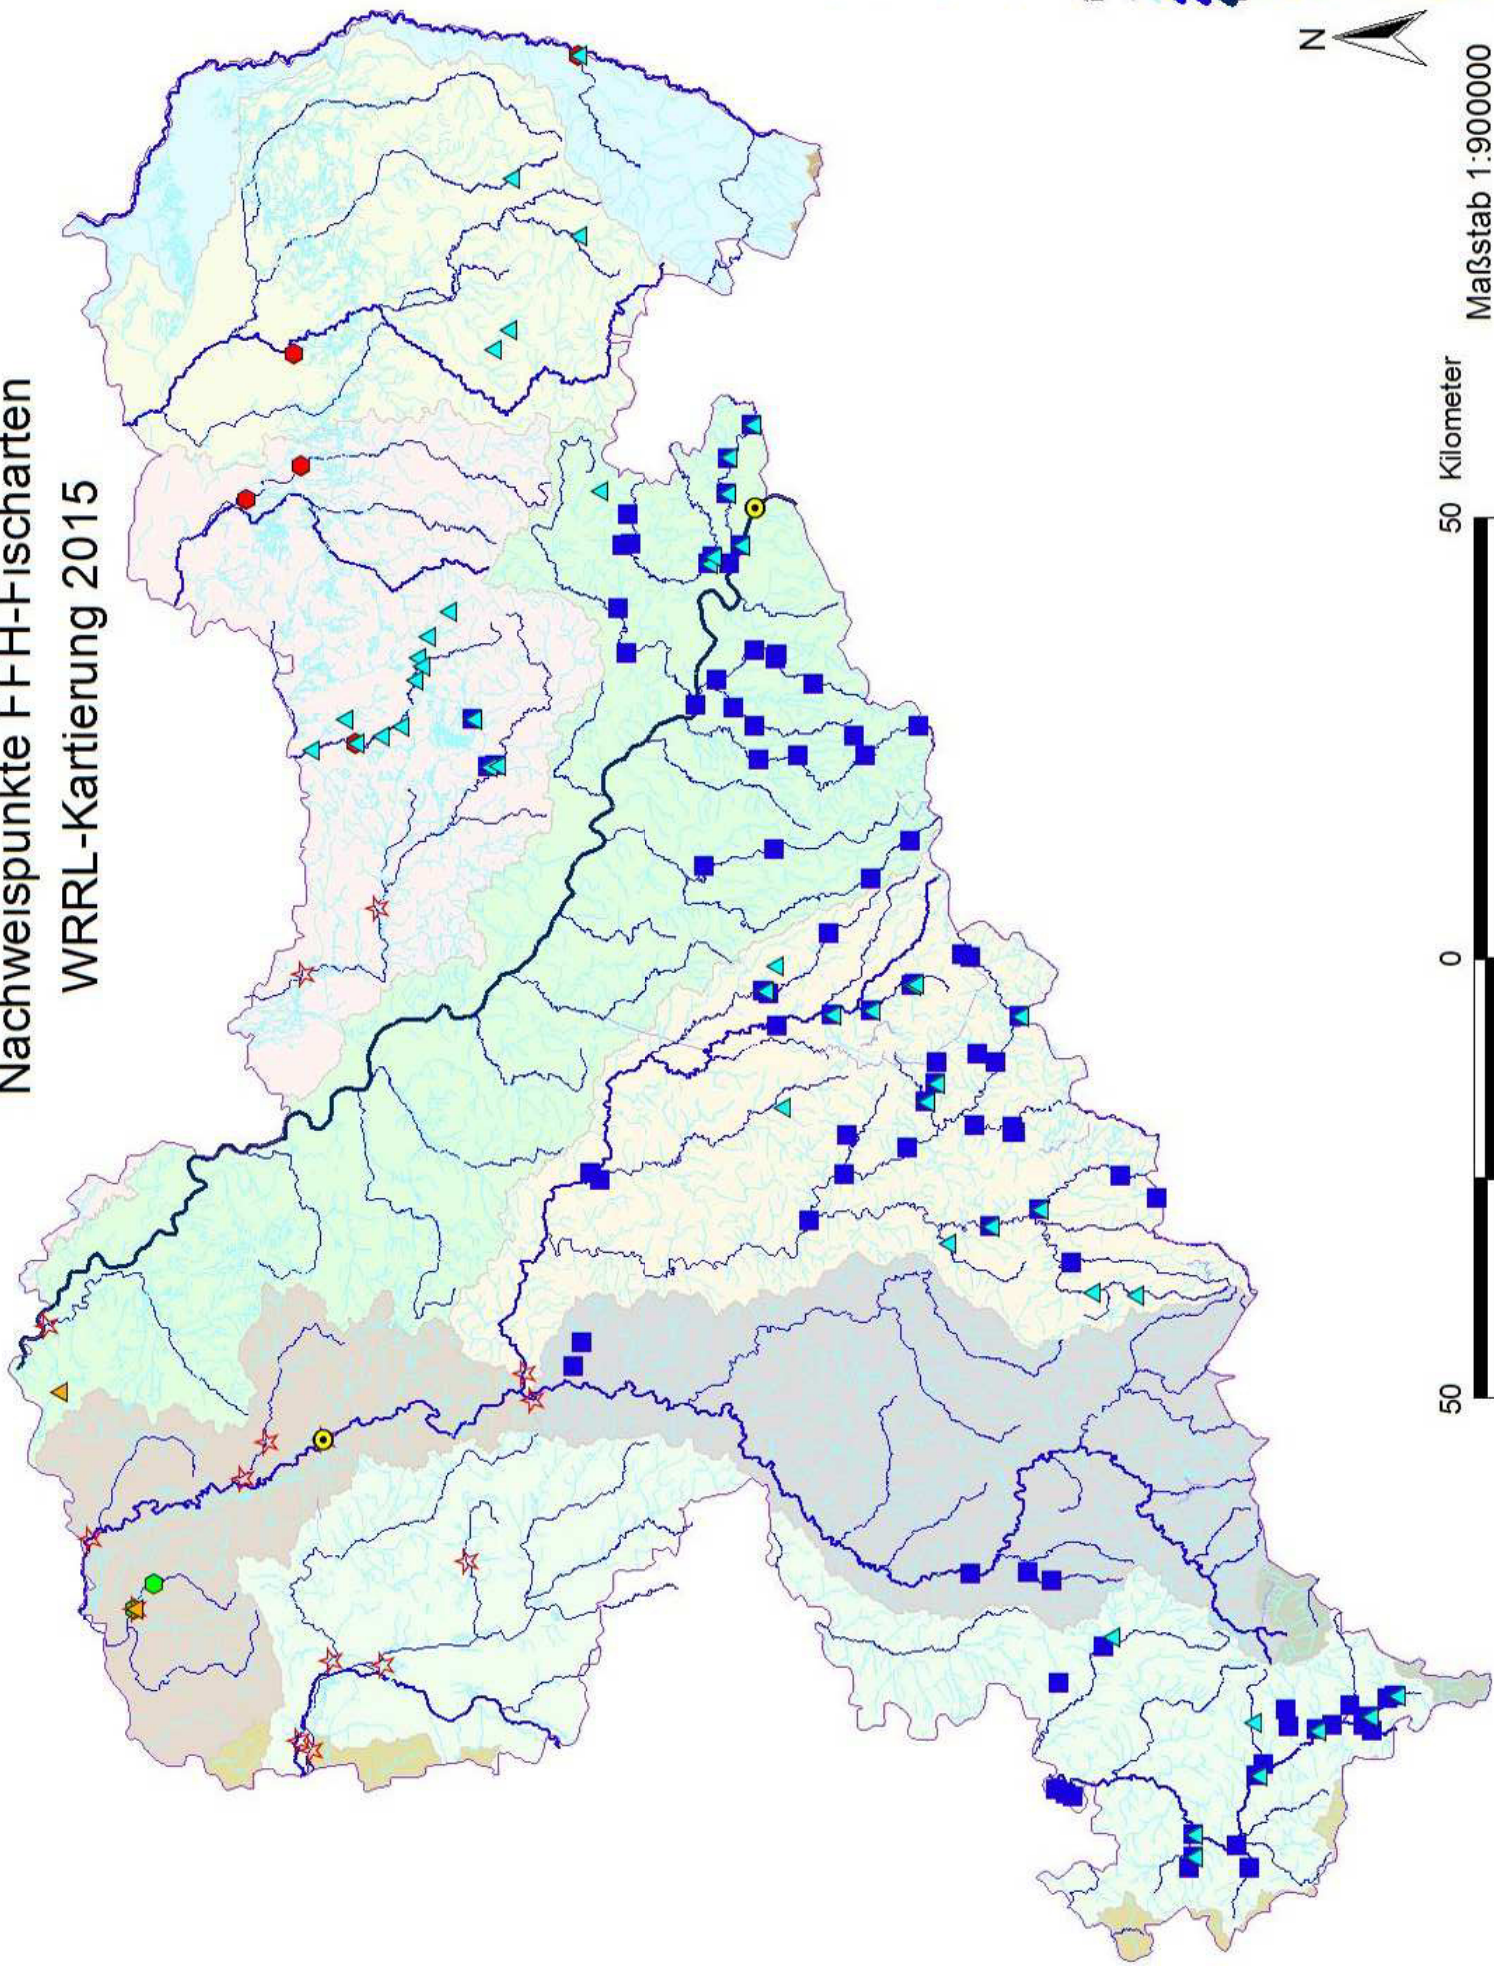 Nachweispunkte FFH-Fischarten
WRRL-Kartierung 2015
N
50
0
50 Kilometer
Maßstab 1:900000